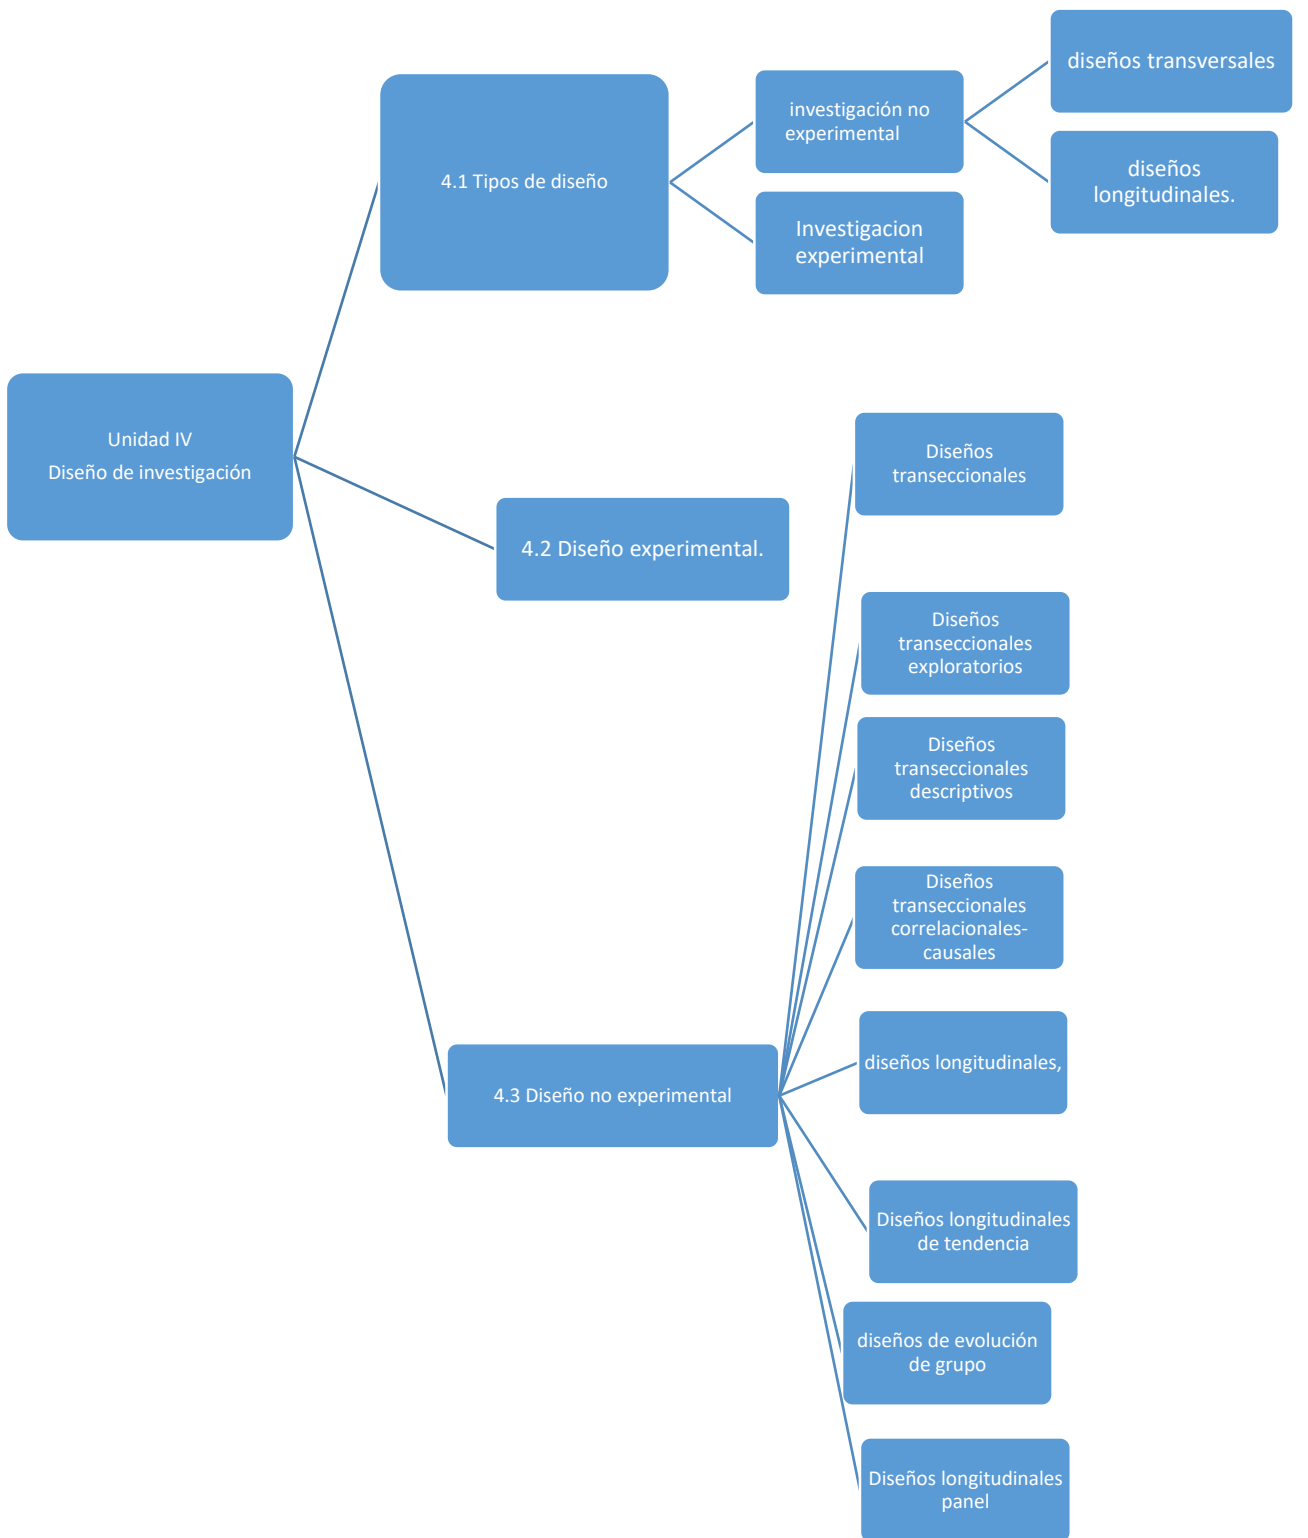 Unidad IV
Diseño de investigación
4.1 Tipos de diseño
investigación no
experimental
diseños transversales
diseños
longitudinales.
Investigacion
experimental
4.2 Diseño experimental.
4.3 Diseño no experimental
Diseños
transeccionales
Diseños
transeccionales
exploratorios
Diseños
transeccionales
descriptivos
Diseños
transeccionales
correlacionales-
causales
diseños longitudinales,
Diseños longitudinales
de tendencia
diseños de evolución
de grupo
Diseños longitudinales
panel